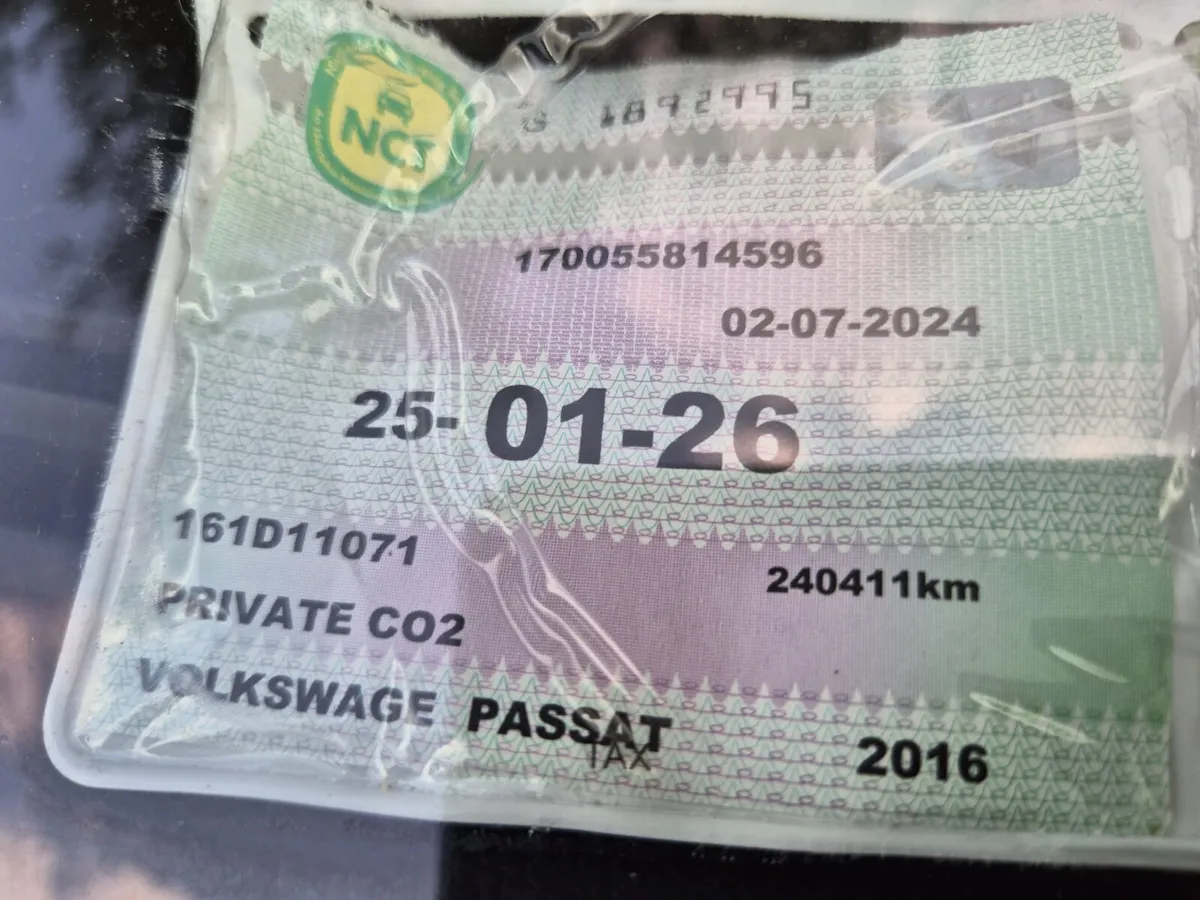 NCT
G 1892995
170055814596
02-07-2024
25-01-26
161D11071
240411km
PRIVATE CO2
VOLKSWAGE PASSAT
TAX
2016